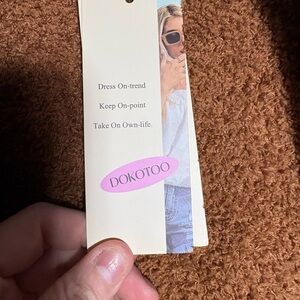 Dress On-trend
Keep On-point
Take On Own-life
DOKOTOO